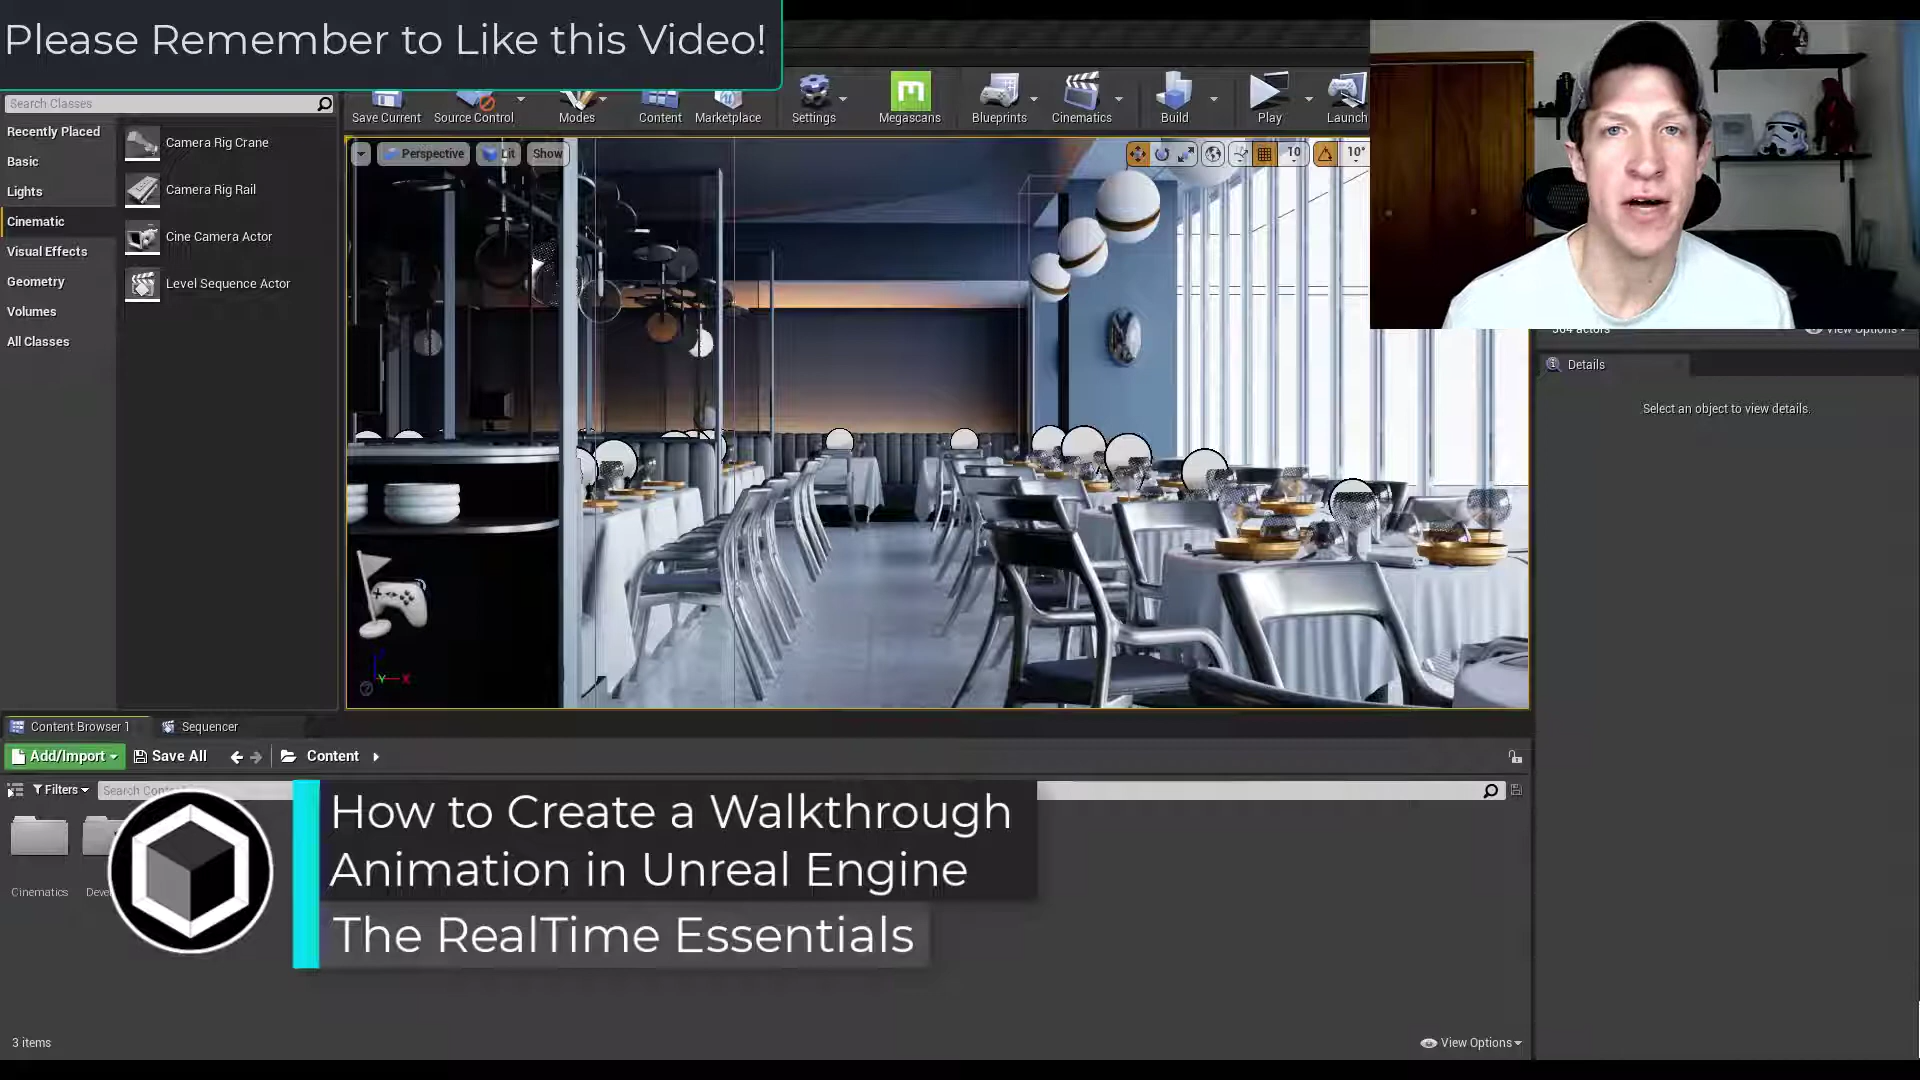 Please Remember to Like this Video!
Search Classes
Recently Placed
Basic
Lights
Cinematic
Visual Effects
Geometry
Volumes
All Classes
Camera Rig Crane
Camera Rig Rail
Cine Camera Actor
Level Sequence Actor
Save Current
Source Control
Modes
Content
Marketplace
Settings
Megascans
Blueprints
Cinematics
Build
Play
Launch
Perspective
Lit
Show
10
10°
View Options
Details
Select an object to view details.
X
Y
Content Browser 1
Sequencer
Add/Import
Save All
Content
Filters
Search
Cinematics
How to Create a Walkthrough
Animation in Unreal Engine
The RealTime Essentials
3 items
View Options